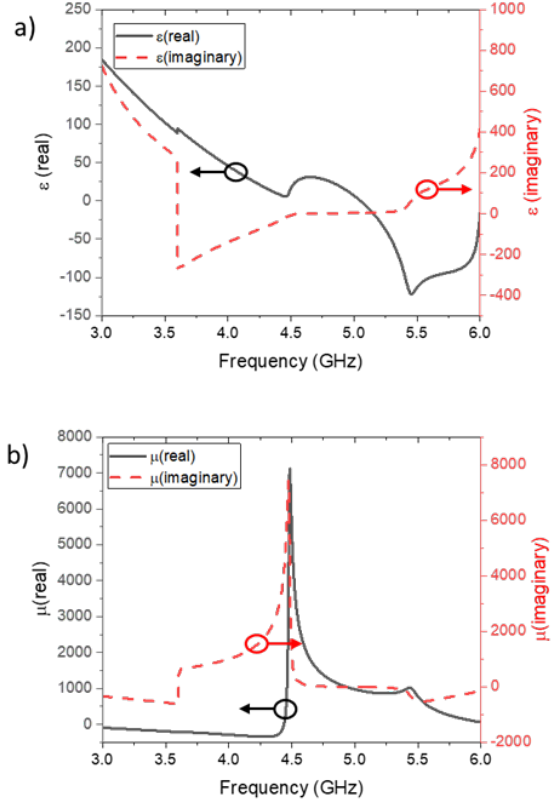 a)
250
200
150
100
50
0
-50
-100
-150
ε (real)
ε(real)
ε(imaginary)
1000
800
600
400
200
0
-200
-400
ε (imaginary)
3.0 3.5 4.0 4.5 5.0 5.5 6.0
Frequency (GHz)
b)
8000
7000
6000
5000
4000
3000
2000
1000
0
μ(real)
μ(real)
μ(imaginary)
8000
6000
4000
2000
0
-2000
μ(imaginary)
3.0 3.5 4.0 4.5 5.0 5.5 6.0
Frequency (GHz)